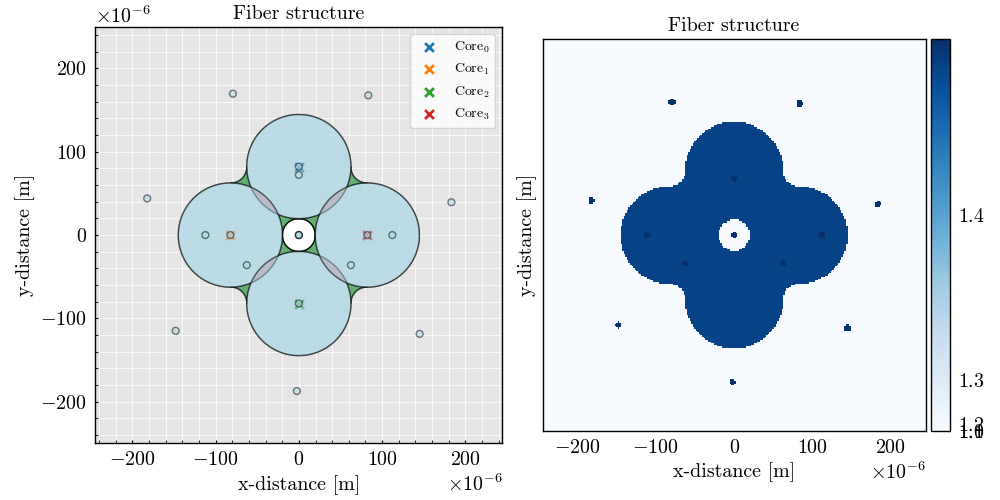 ×10⁻⁶
Fiber structure
Core₀
Core₁
Core₂
Core₃
200
100
0
−100
−200
y-distance [m]
−200
−100
0
100
200
x-distance [m]
×10⁻⁶
Fiber structure
y-distance [m]
−200
−100
0
100
200
x-distance [m]
×10⁻⁶
1.4
1.3
1.2